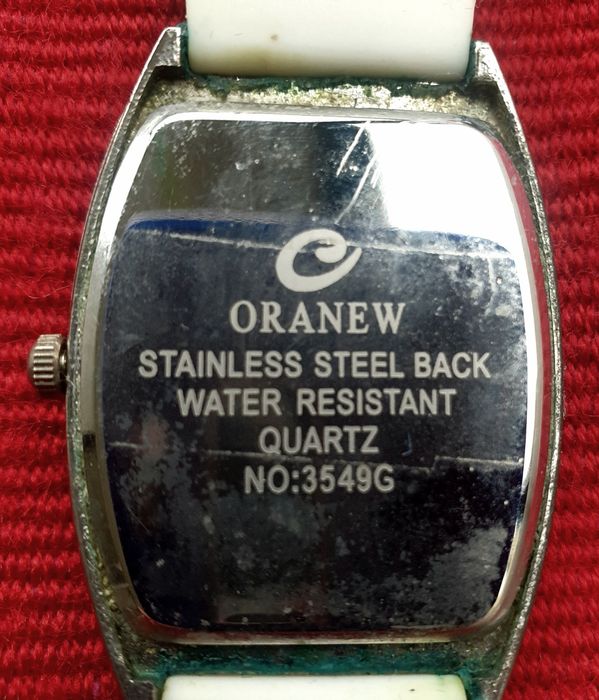 ORANEW
STAINLESS STEEL BACK
WATER RESISTANT
QUARTZ
NO:3549G